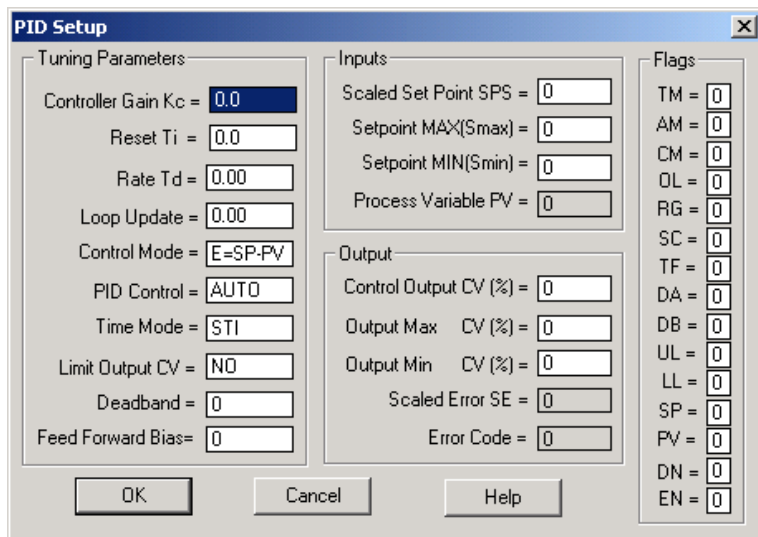 PID Setup
Tuning Parameters
Controller Gain Kc = 0.0
Reset Ti = 0.0
Rate Td = 0.00
Loop Update = 0.00
Control Mode = E=SP-PV
PID Control = AUTO
Time Mode = STI
Limit Output CV = NO
Deadband = 0
Feed Forward Bias= 0
Inputs
Scaled Set Point SPS = 0
Setpoint MAX(Smax) = 0
Setpoint MIN(Smin) = 0
Process Variable PV = 0
Output
Control Output CV (%) = 0
Output Max CV (%) = 0
Output Min CV (%) = 0
Scaled Error SE = 0
Error Code = 0
Flags
TM = 0
AM = 0
CM = 0
OL = 0
RG = 0
SC = 0
TF = 0
DA = 0
DB = 0
UL = 0
LL = 0
SP = 0
PV = 0
DN = 0
EN = 0
OK
Cancel
Help